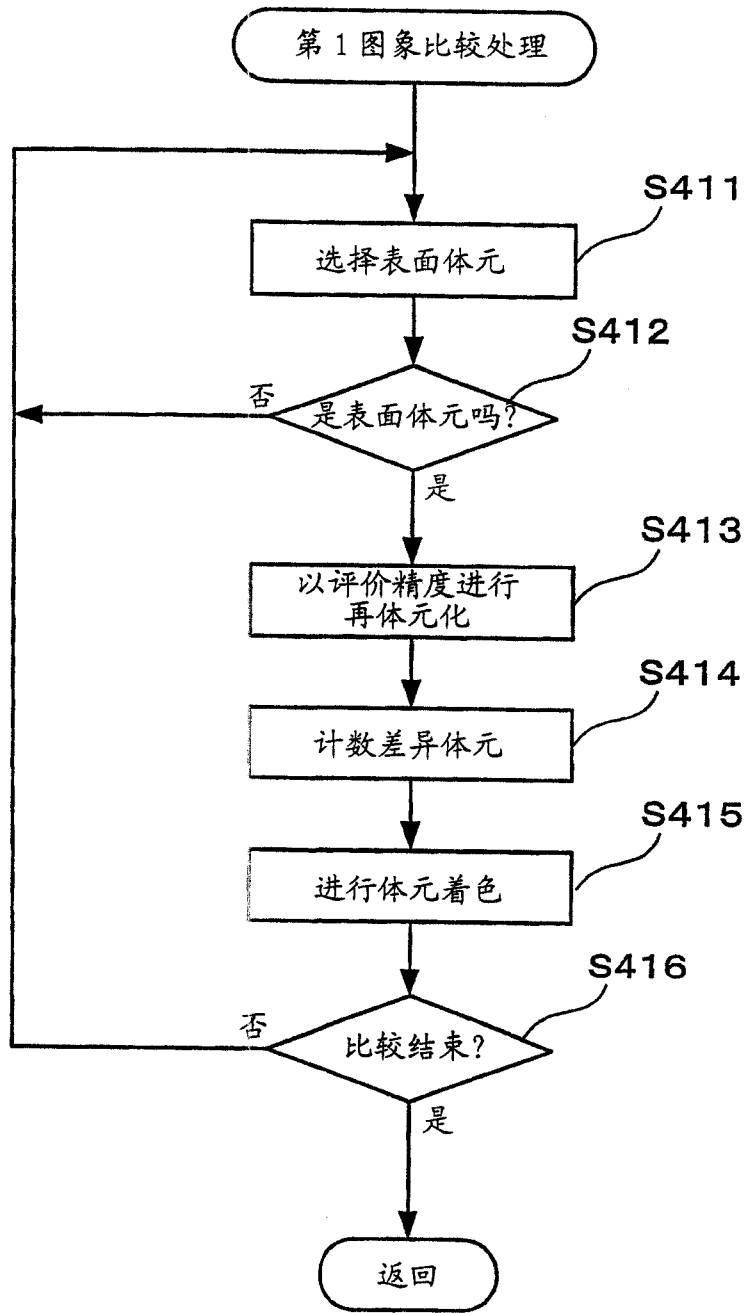 第1图象比较处理
S411
选择表面体元
S412
否
是表面体元吗?
是
S413
以评价精度进行
再体元化
S414
计数差异体元
S415
进行体元着色
S416
否
比较结束?
是
返回